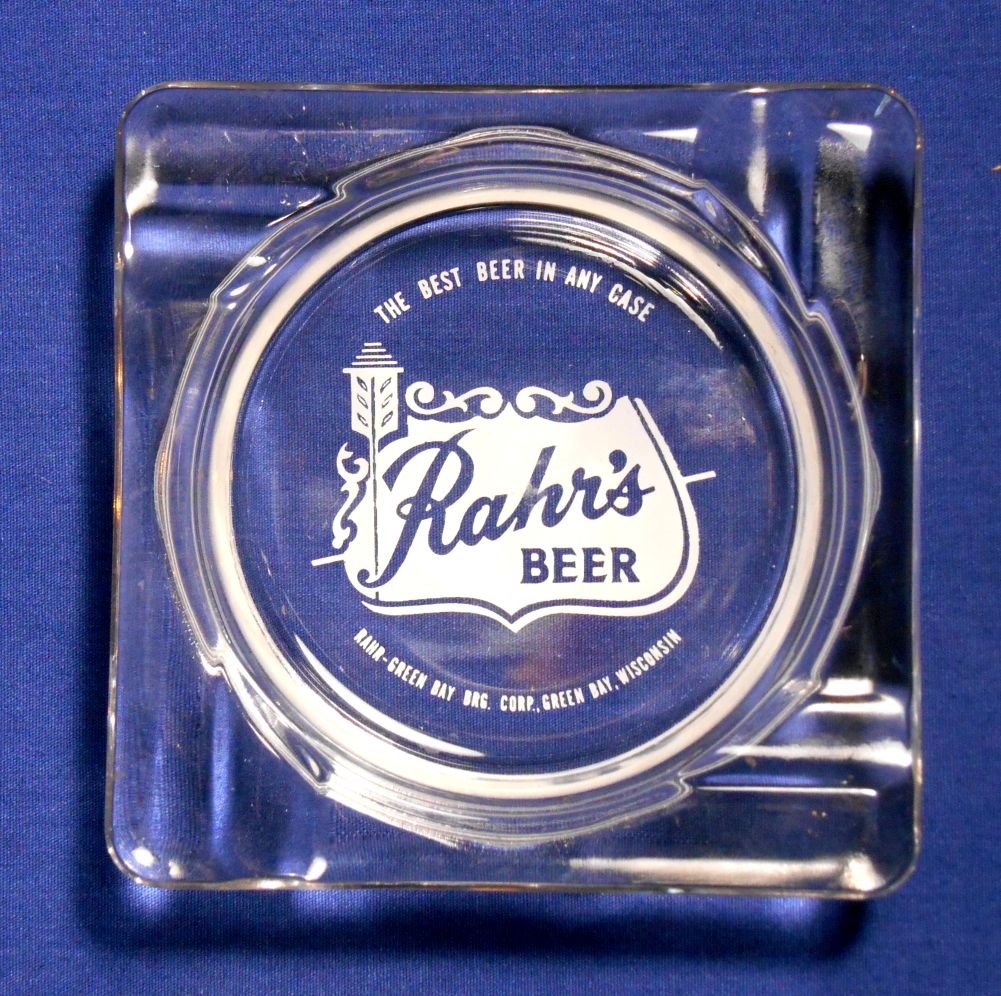 THE BEST BEER IN ANY CASE
Rahr's
BEER
RAHR-GREEN BAY BRG. CORP., GREEN BAY, WISCONSIN